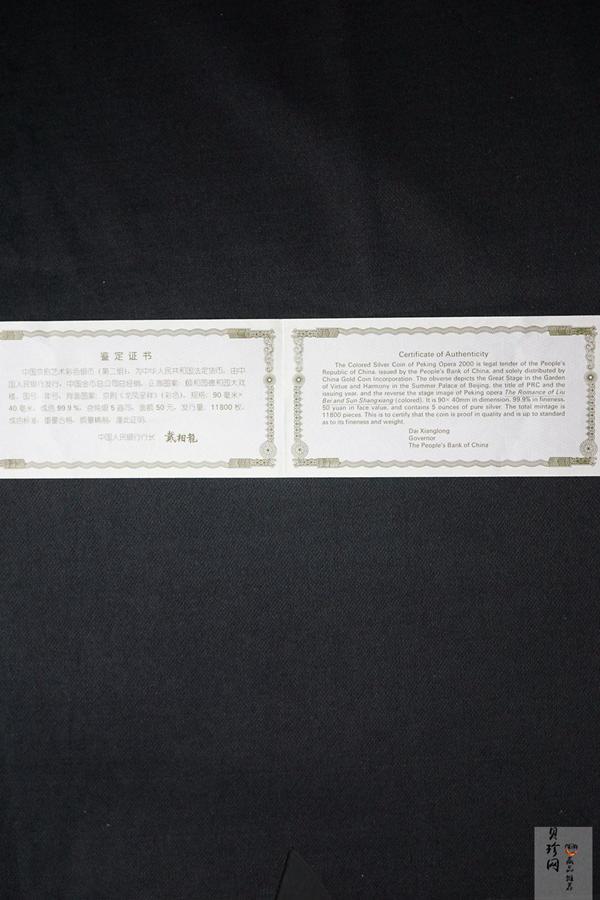 鉴定证书
中国京剧艺术彩色银币（第二组），为中华人民共和国法定货币，由中
国人民银行发行，中国金币总公司总经销。正面图案：颐和园德和园大戏
楼、国号、年号，背面图案：京剧《龙凤呈祥》（彩色），规格：90毫米×
40毫米，成色99.9%，含纯银5盎司，面额50元，发行量：11800枚。
成色标准，重量合格，质量精制，谨此证明。
中国人民银行行长 戴相龙
Certificate of Authenticity
The Colored Silver Coin of Peking Opera 2000 is legal tender of the People's
Republic of China, issued by the People's Bank of China, and solely distributed by
China Gold Coin Incorporation. The obverse depicts the Great Stage in the Garden
of Virtue and Harmony in the Summer Palace of Beijing, the title of PRC and the
issuing year, and the reverse the stage image of Peking opera The Romance of Liu
Bei and Sun Shangxiang (colored). It is 90× 40mm in dimension, 99.9% in fineness,
50 yuan in face value, and contains 5 ounces of pure silver. The total mintage is
11800 pieces. This is to certify that the coin is proof in quality and is up to standard
as to its fineness and weight.
Dai Xianglong
Governor
The People's Bank of China
贝珍网
藏品推荐